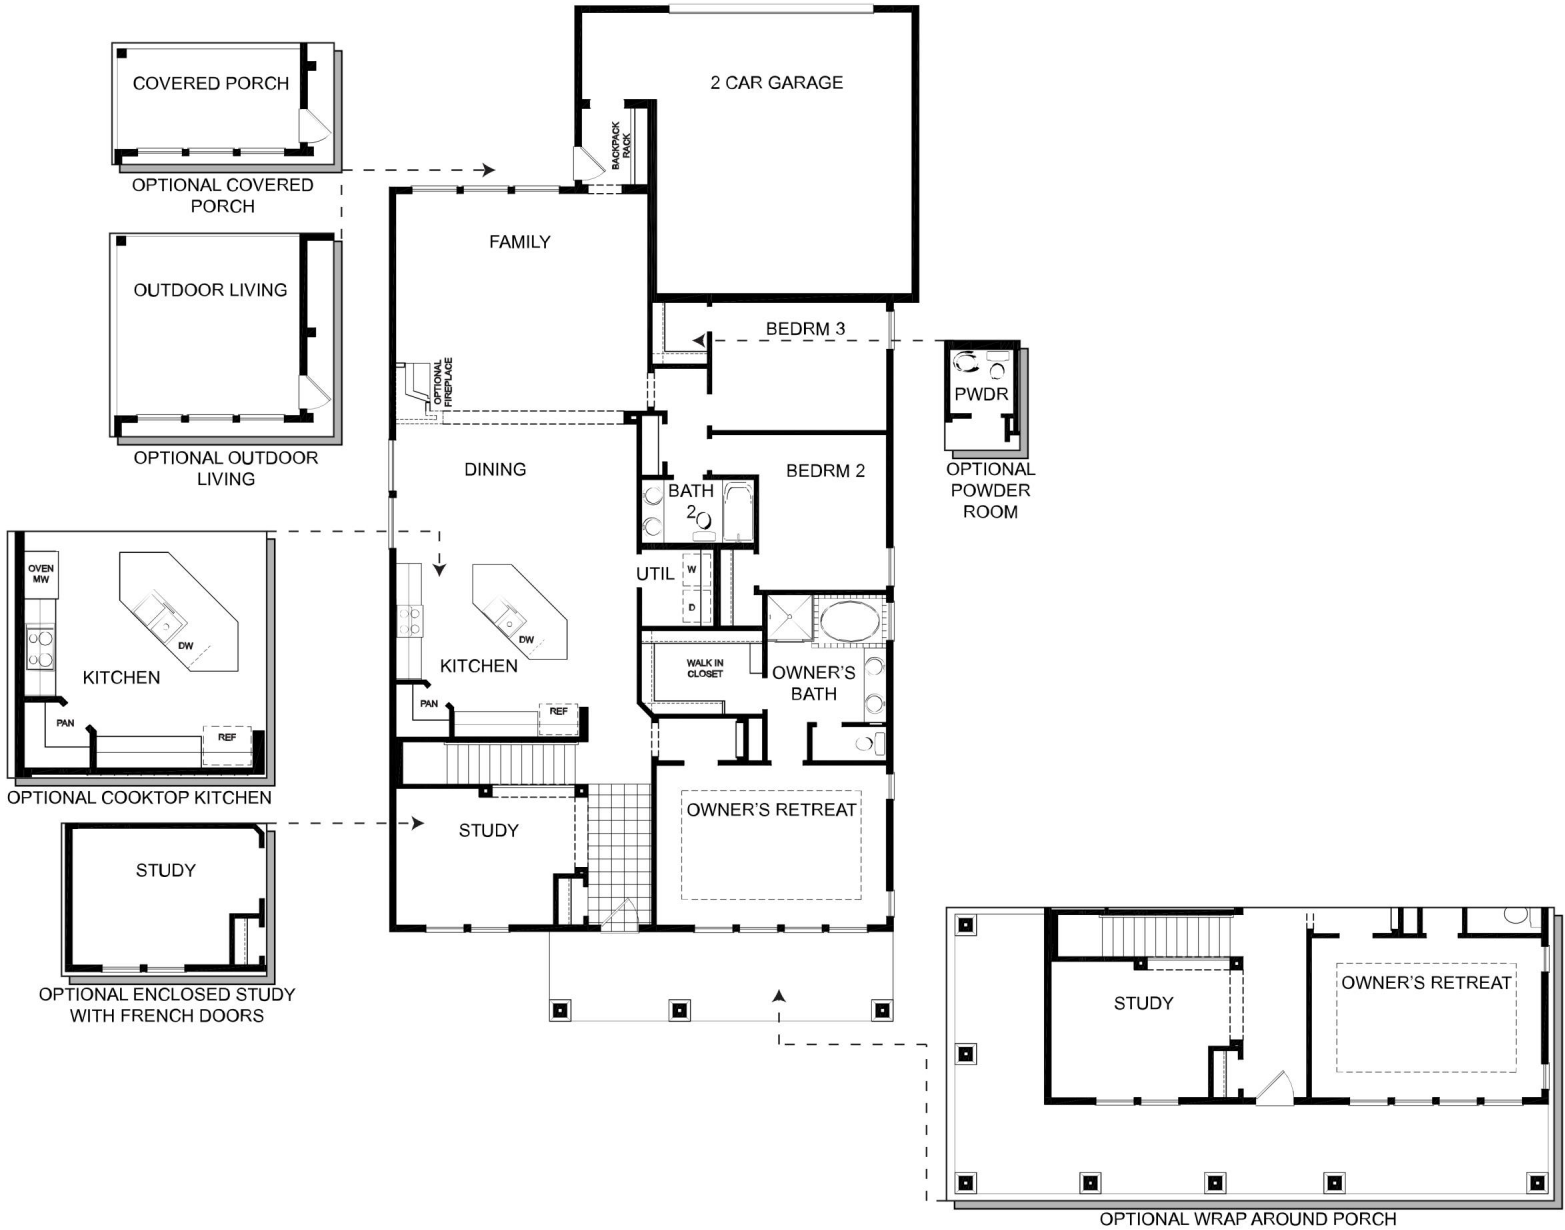 COVERED PORCH
OPTIONAL COVERED
PORCH
OUTDOOR LIVING
OPTIONAL OUTDOOR
LIVING
OVEN
MW
DW
KITCHEN
PAN
REF
OPTIONAL COOKTOP KITCHEN
STUDY
OPTIONAL ENCLOSED STUDY
WITH FRENCH DOORS
2 CAR GARAGE
BACKPACK
RACK
FAMILY
OPTIONAL
FIREPLACE
BEDRM 3
DINING
BEDRM 2
BATH
2
UTIL
W
D
DW
KITCHEN
PAN
REF
WALK IN
CLOSET
OWNER'S
BATH
STUDY
OWNER'S RETREAT
PWDR
OPTIONAL
POWDER
ROOM
STUDY
OWNER'S RETREAT
OPTIONAL WRAP AROUND PORCH